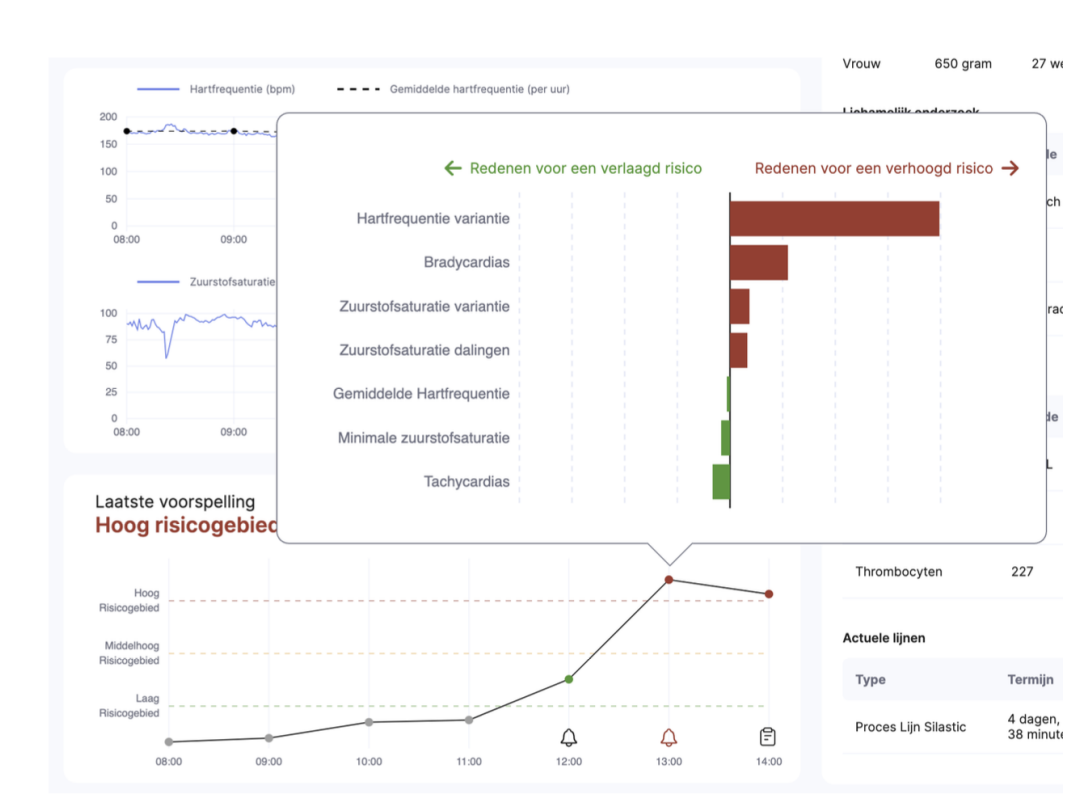 Vrouw 650 gram 27 we
Hartfrequentie (bpm) Gemiddelde hartfrequentie (per uur)
Lichamelijk onderzoek
200
150
100
50
0
08:00 09:00
Redenen voor een verlaagd risico Redenen voor een verhoogd risico
Hartfrequentie variantie
Bradycardias
Zuurstofsaturatie variantie
Zuurstofsaturatie dalingen
Gemiddelde Hartfrequentie
Minimale zuurstofsaturatie
Tachycardias
Zuurstofsaturatie
100
75
50
25
0
08:00 09:00
Laatste voorspelling
Hoog risicogebied
Hoog
Risicogebied
Middelhoog
Risicogebied
Laag
Risicogebied
08:00 09:00 10:00 11:00 12:00 13:00 14:00
Thrombocyten 227
Actuele lijnen
Type Termijn
Proces Lijn Silastic 4 dagen,
38 minute